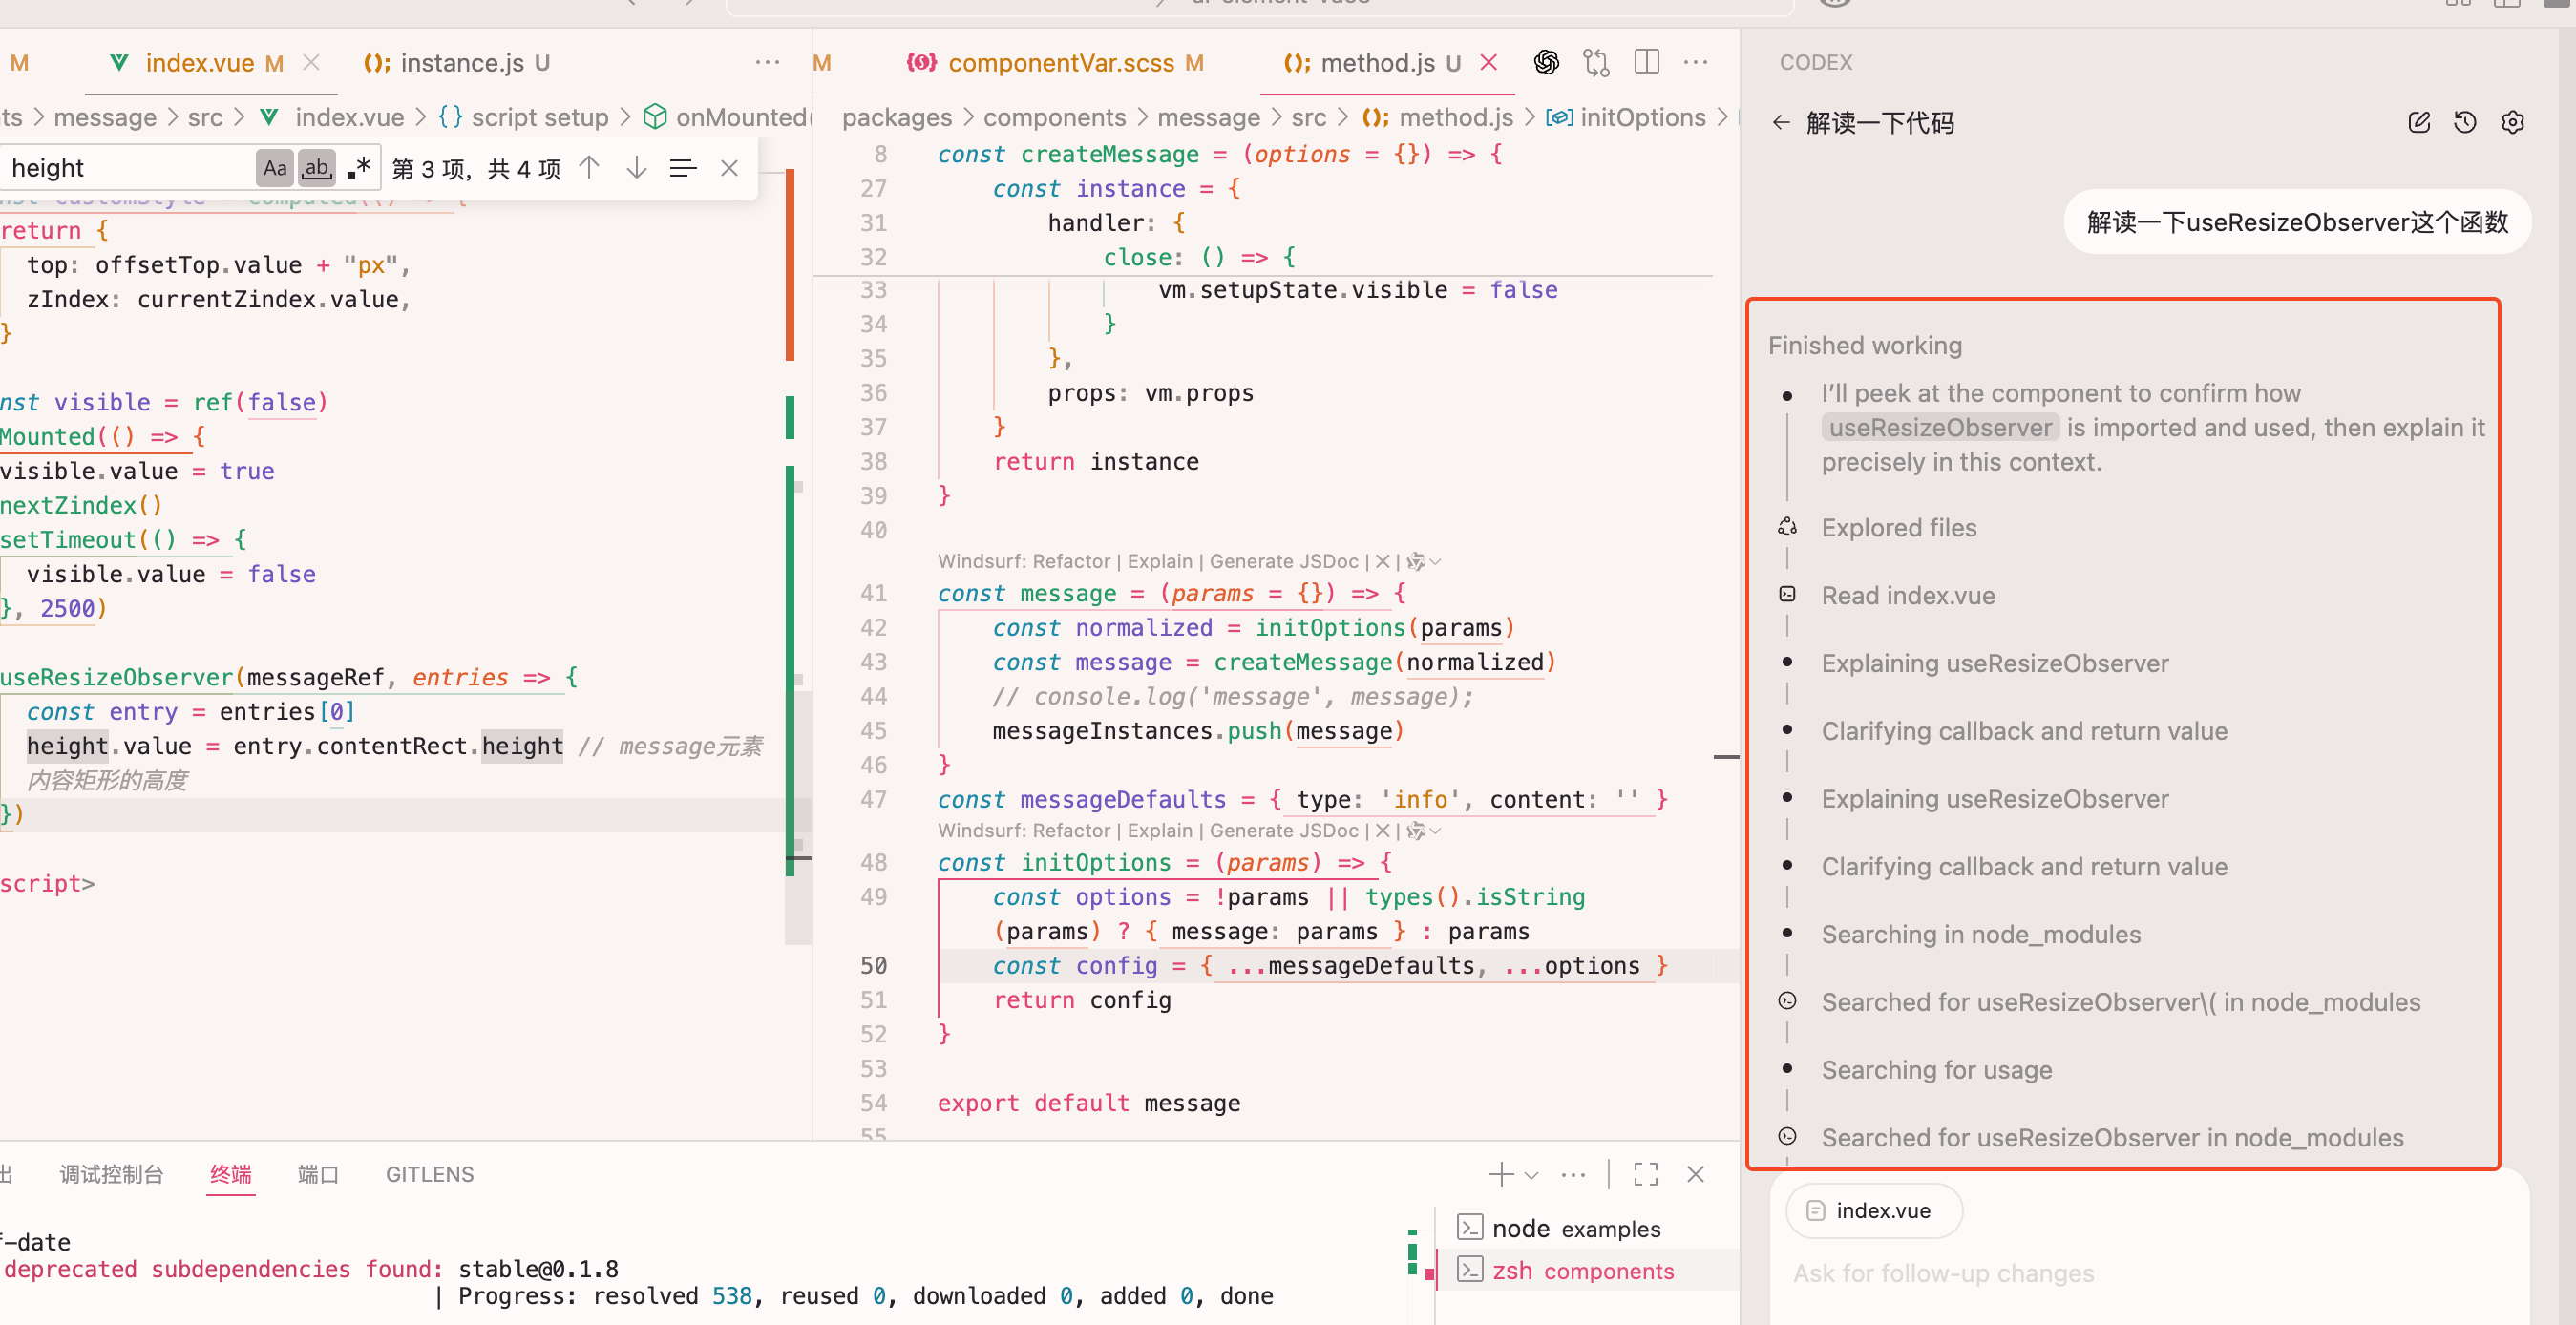 M
index.vue M
instance.js U
M
componentVar.scss M
method.js U
CODEX
ts > message > src > index.vue > {} script setup > onMounted(
packages > components > message > src > method.js > initOptions >
解读一下代码
height
Aa
ab
.*
第 3 项，共 4 项
return {
top: offsetTop.value + "px",
zIndex: currentZindex.value,
}
nst visible = ref(false)
Mounted(() => {
visible.value = true
nextZindex()
setTimeout(() => {
visible.value = false
}, 2500)
useResizeObserver(messageRef, entries => {
const entry = entries[0]
height.value = entry.contentRect.height // message元素
内容矩形的高度
})
script>
8 const createMessage = (options = {}) => {
27 const instance = {
31 handler: {
32 close: () => {
33 vm.setupState.visible = false
34 }
35 },
36 props: vm.props
37 }
38 return instance
39 }
40
Windsurf: Refactor | Explain | Generate JSDoc | X |
41 const message = (params = {}) => {
42 const normalized = initOptions(params)
43 const message = createMessage(normalized)
44 // console.log('message', message);
45 messageInstances.push(message)
46 }
47 const messageDefaults = { type: 'info', content: '' }
Windsurf: Refactor | Explain | Generate JSDoc | X |
48 const initOptions = (params) => {
49 const options = !params || types().isString
(params) ? { message: params } : params
50 const config = { ...messageDefaults, ...options }
51 return config
52 }
53
54 export default message
55
解读一下useResizeObserver这个函数
Finished working
I’ll peek at the component to confirm how
useResizeObserver is imported and used, then explain it
precisely in this context.
Explored files
Read index.vue
Explaining useResizeObserver
Clarifying callback and return value
Explaining useResizeObserver
Clarifying callback and return value
Searching in node_modules
Searched for useResizeObserver\( in node_modules
Searching for usage
Searched for useResizeObserver in node_modules
index.vue
Ask for follow-up changes
出 调试控制台 终端 端口 GITLENS
f-date
deprecated subdependencies found: stable@0.1.8
| Progress: resolved 538, reused 0, downloaded 0, added 0, done
node examples
zsh components